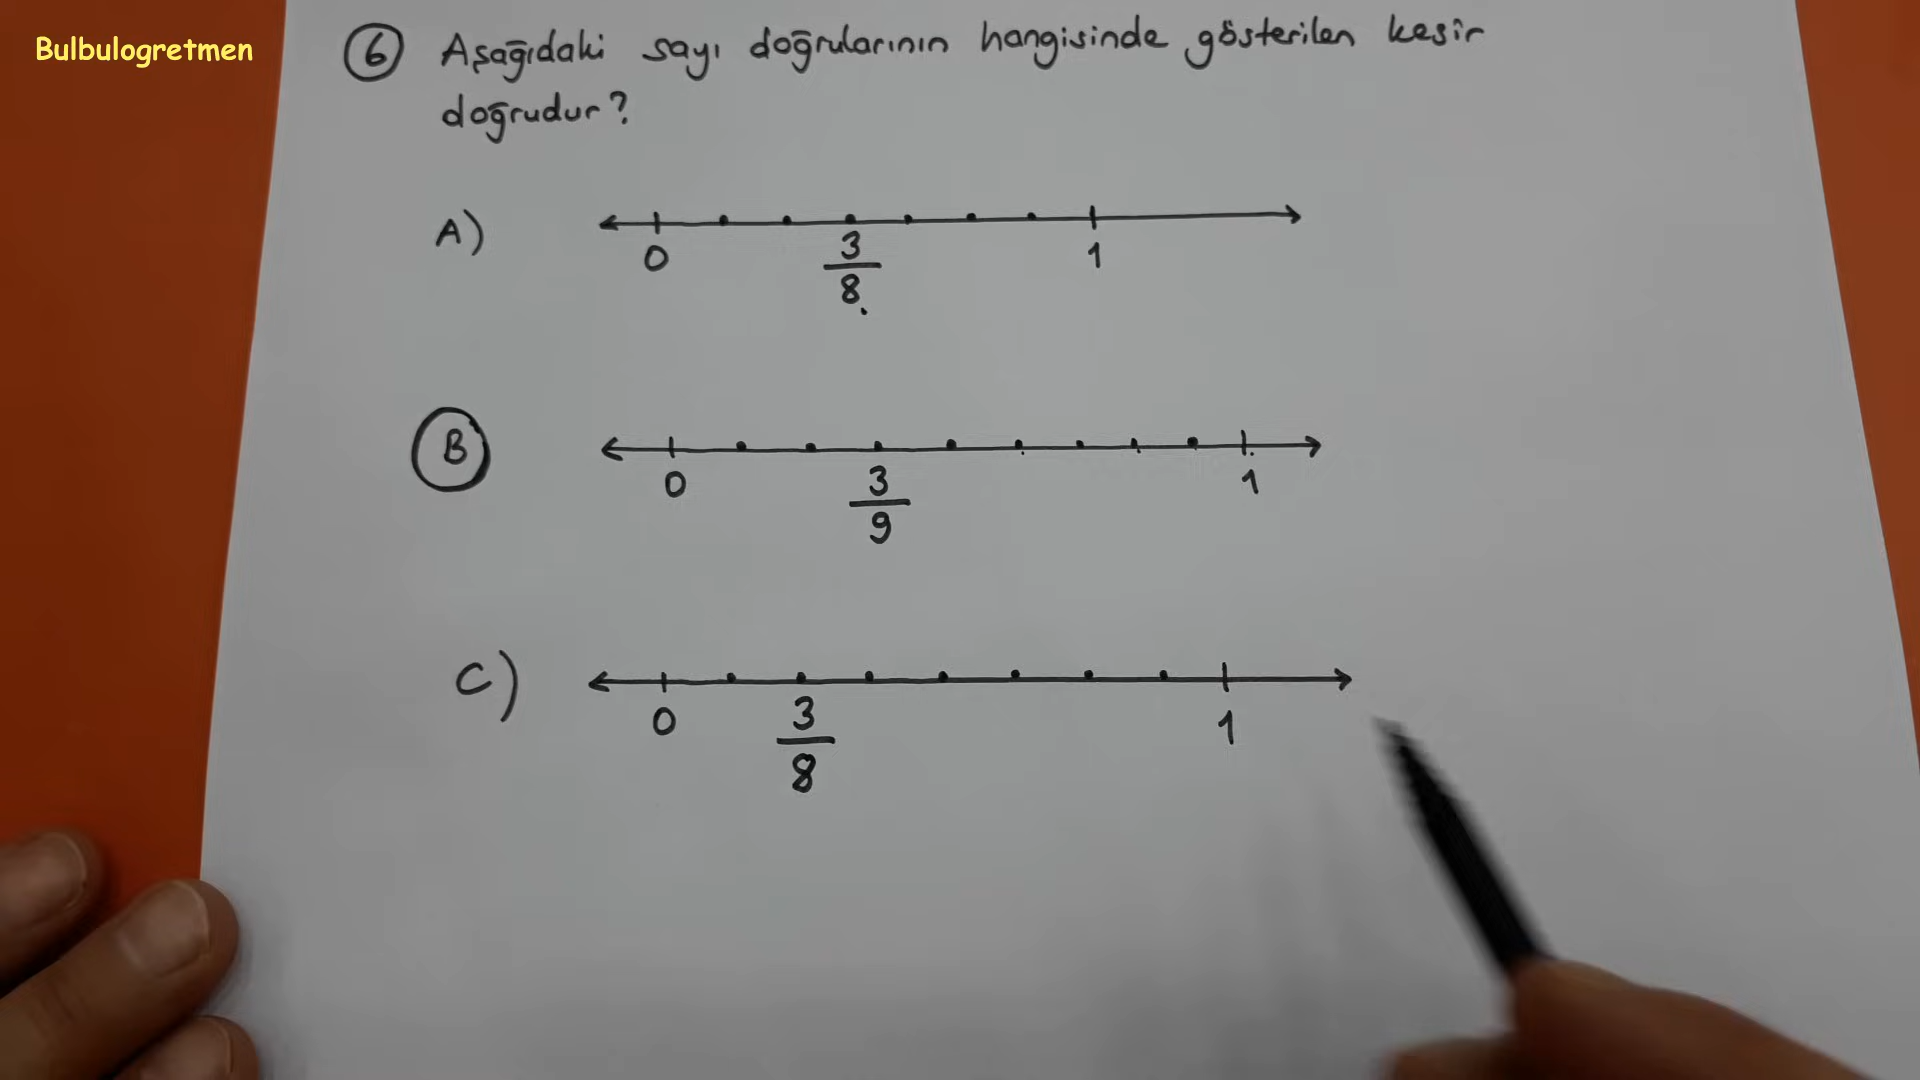 Bulbulogretmen
6 Aşağıdaki sayı doğrularının hangisinde gösterilen kesir
doğrudur?
A)
0 3/8 1
B
0 3/9 1
C)
0 3/8 1